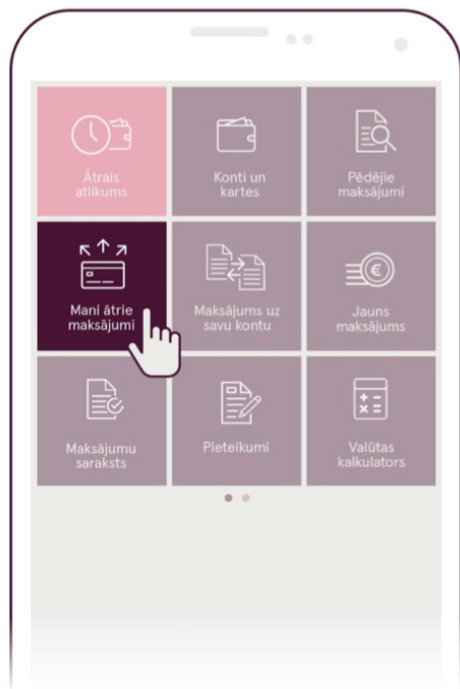 Ātrais
atlikums
Konti un
kartes
Pēdējie
maksājumi
Mani ātrie
maksājumi
Maksājums uz
savu kontu
Jauns
maksājums
Maksājumu
saraksts
Pieteikumi
Valūtas
kalkulators